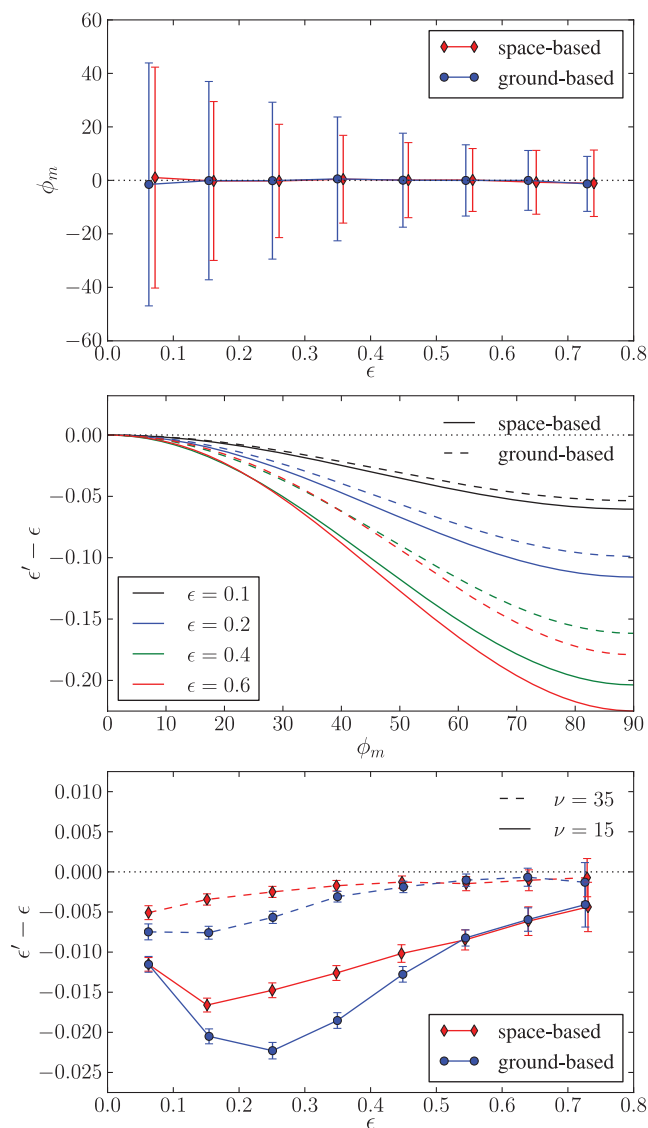 60
40
20
0
−20
−40
−60
ϕm
space-based
ground-based
0.0 0.1 0.2 0.3 0.4 0.5 0.6 0.7 0.8
ϵ
0.00
−0.05
−0.10
−0.15
−0.20
ϵ′ − ϵ
space-based
ground-based
ϵ = 0.1
ϵ = 0.2
ϵ = 0.4
ϵ = 0.6
0 10 20 30 40 50 60 70 80 90
ϕm
0.010
0.005
0.000
−0.005
−0.010
−0.015
−0.020
−0.025
ϵ′ − ϵ
ν = 35
ν = 15
space-based
ground-based
0.0 0.1 0.2 0.3 0.4 0.5 0.6 0.7 0.8
ϵ